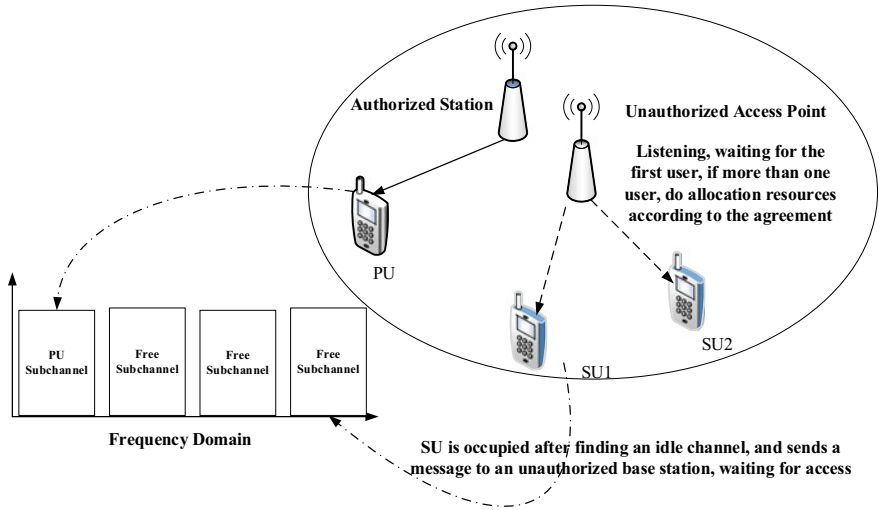 Authorized Station
Unauthorized Access Point
Listening, waiting for the
first user, if more than one
user, do allocation resources
according to the agreement
PU
SU2
SU1
PU
Subchannel
Free
Subchannel
Free
Subchannel
Free
Subchannel
Frequency Domain
SU is occupied after finding an idle channel, and sends a
message to an unauthorized base station, waiting for access